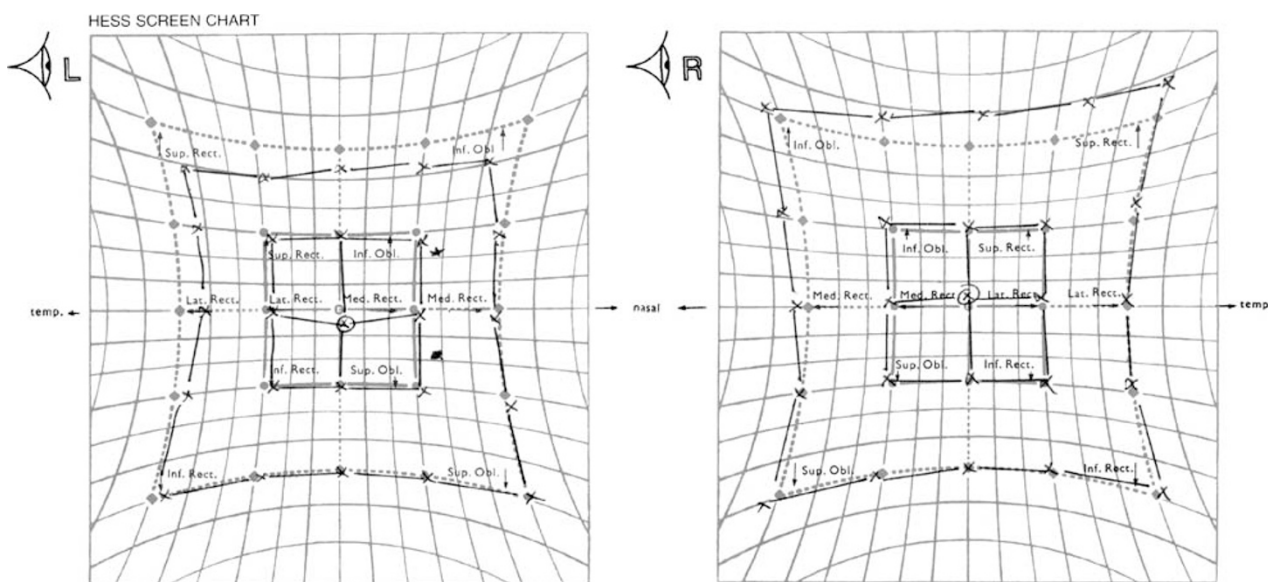 HESS SCREEN CHART
L
R
Sup. Rect. Inf. Obl
Inf. Obl. Sup. Rect.
Sup. Rect. Inf. Obl.
Inf. Obl. Sup. Rect.
Lat. Rect. Lat. Rect. Med. Rect. Med. Rect.
Med. Rect. Med. Rect Lat. Rect. Lat. Rect.
temp. nasal temp.
nf. Rect. Sup. Obl.
Sup. Obl. Inf. Rect.
Inf. Rect. Sup. Obl.
Sup. Obl. Inf. Rect.